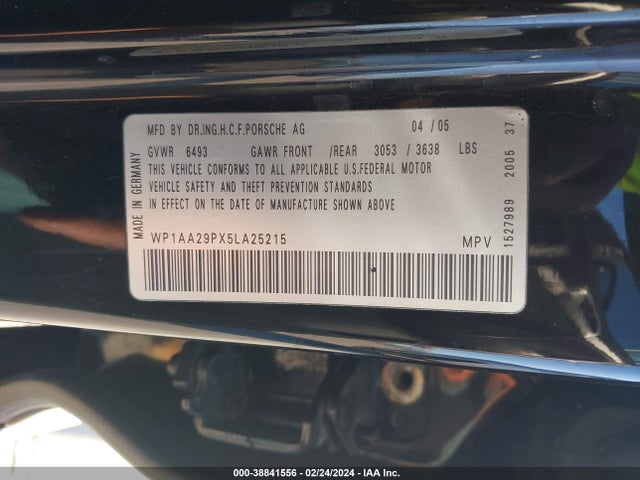 MFD BY DR.ING.H.C.F.PORSCHE AG 04 / 05
GVWR 6493 GAWR FRONT /REAR 3053 / 3638 LBS
THIS VEHICLE CONFORMS TO ALL APPLICABLE U.S.FEDERAL MOTOR
VEHICLE SAFETY AND THEFT PREVENTION STANDARDS
IN EFFECT ON THE DATE OF MANUFACTURE SHOWN ABOVE
WP1AA29PX5LA25215 MPV
MADE IN GERMANY
1527989 2005 37
000-38841556 - 02/24/2024 - IAA Inc.